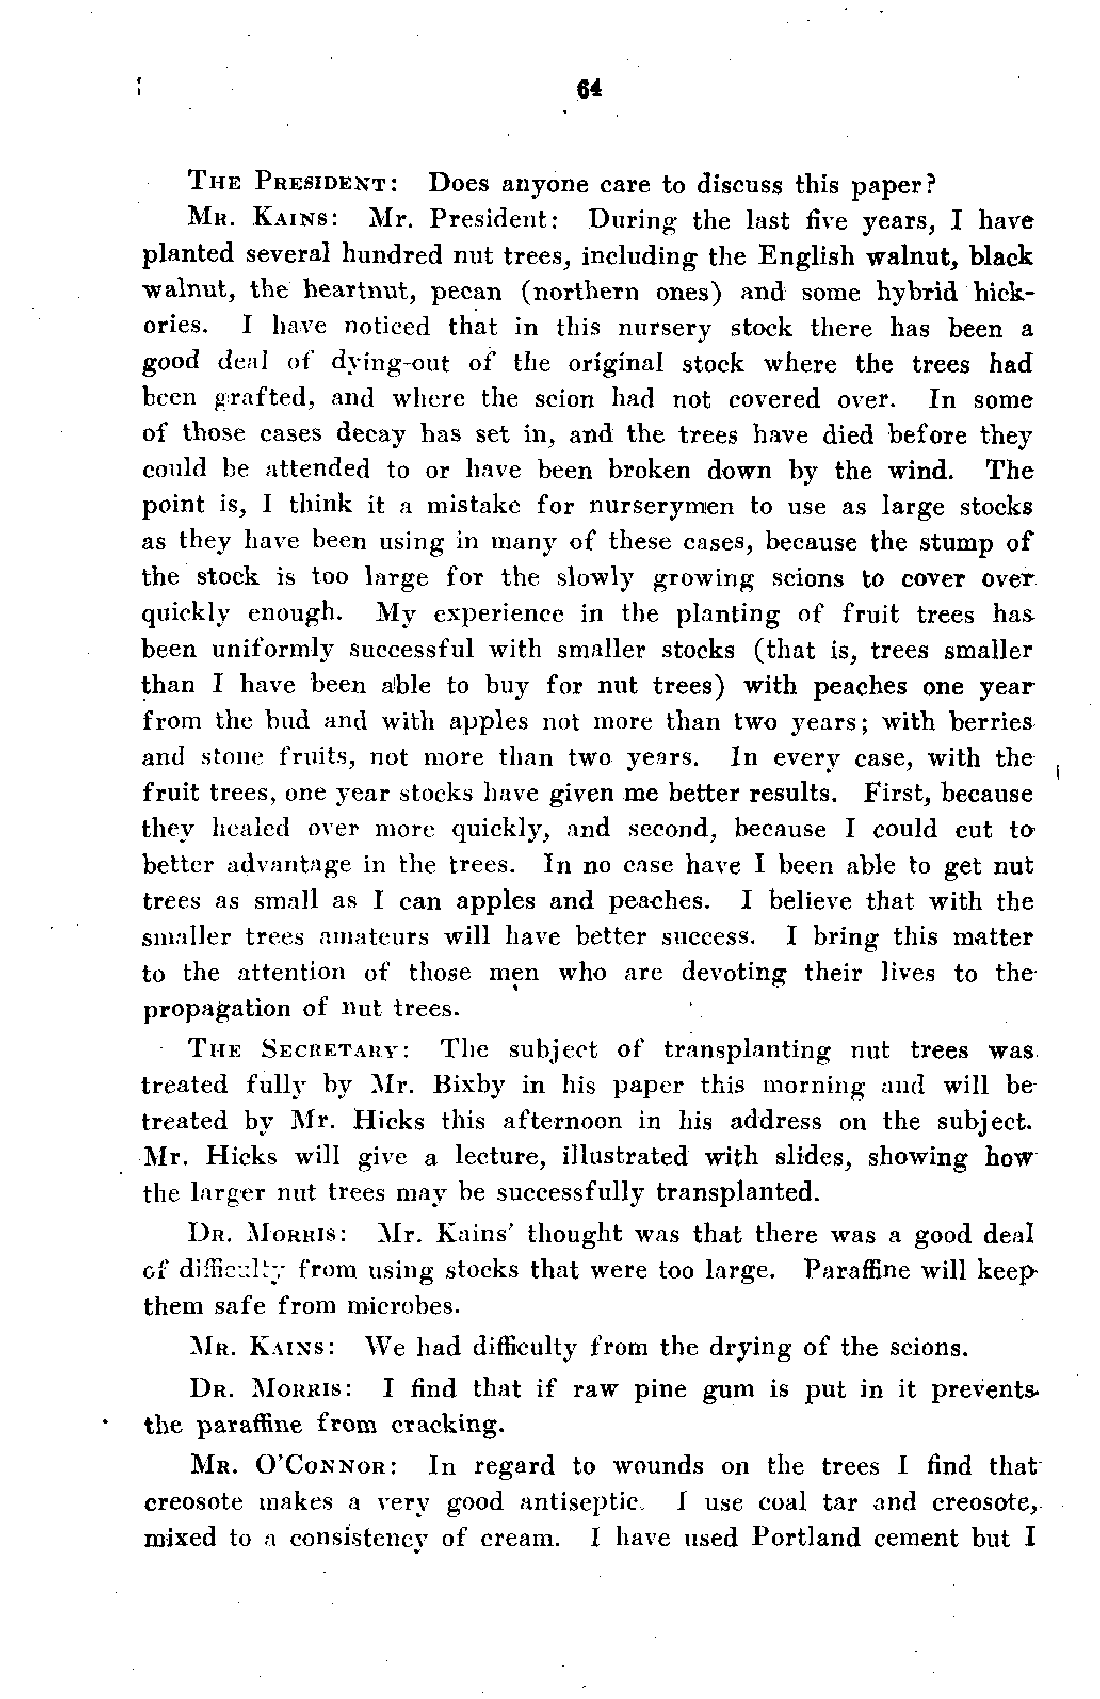 64
THE PRESIDENT: Does anyone care to discuss this paper?
MR. KAINS: Mr. President: During the last five years, I have
planted several hundred nut trees, including the English walnut, black
walnut, the heartnut, pecan (northern ones) and some hybrid hick-
ories. I have noticed that in this nursery stock there has been a
good deal of dying-out of the original stock where the trees had
been grafted, and where the scion had not covered over. In some
of those cases decay has set in, and the trees have died before they
could be attended to or have been broken down by the wind. The
point is, I think it a mistake for nurserymen to use as large stocks
as they have been using in many of these cases, because the stump of
the stock is too large for the slowly growing scions to cover over
quickly enough. My experience in the planting of fruit trees has
been uniformly successful with smaller stocks (that is, trees smaller
than I have been able to buy for nut trees) with peaches one year
from the bud and with apples not more than two years; with berries
and stone fruits, not more than two years. In every case, with the
fruit trees, one year stocks have given me better results. First, because
they healed over more quickly, and second, because I could cut to
better advantage in the trees. In no case have I been able to get nut
trees as small as I can apples and peaches. I believe that with the
smaller trees amateurs will have better success. I bring this matter
to the attention of those men who are devoting their lives to the
propagation of nut trees.
THE SECRETARY: The subject of transplanting nut trees was
treated fully by Mr. Bixby in his paper this morning and will be
treated by Mr. Hicks this afternoon in his address on the subject.
Mr. Hicks will give a lecture, illustrated with slides, showing how
the larger nut trees may be successfully transplanted.
DR. MORRIS: Mr. Kains' thought was that there was a good deal
of difficulty from using stocks that were too large. Paraffine will keep
them safe from microbes.
MR. KAINS: We had difficulty from the drying of the scions.
DR. MORRIS: I find that if raw pine gum is put in it prevents
the paraffine from cracking.
MR. O'CONNOR: In regard to wounds on the trees I find that
creosote makes a very good antiseptic. I use coal tar and creosote,
mixed to a consistency of cream. I have used Portland cement but I